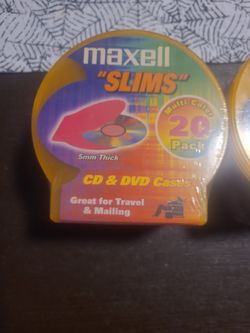 maxell
"SLIMS"
Multi Color
20
Pack
5mm Thick
CD & DVD Cases
Great for Travel
& Mailing